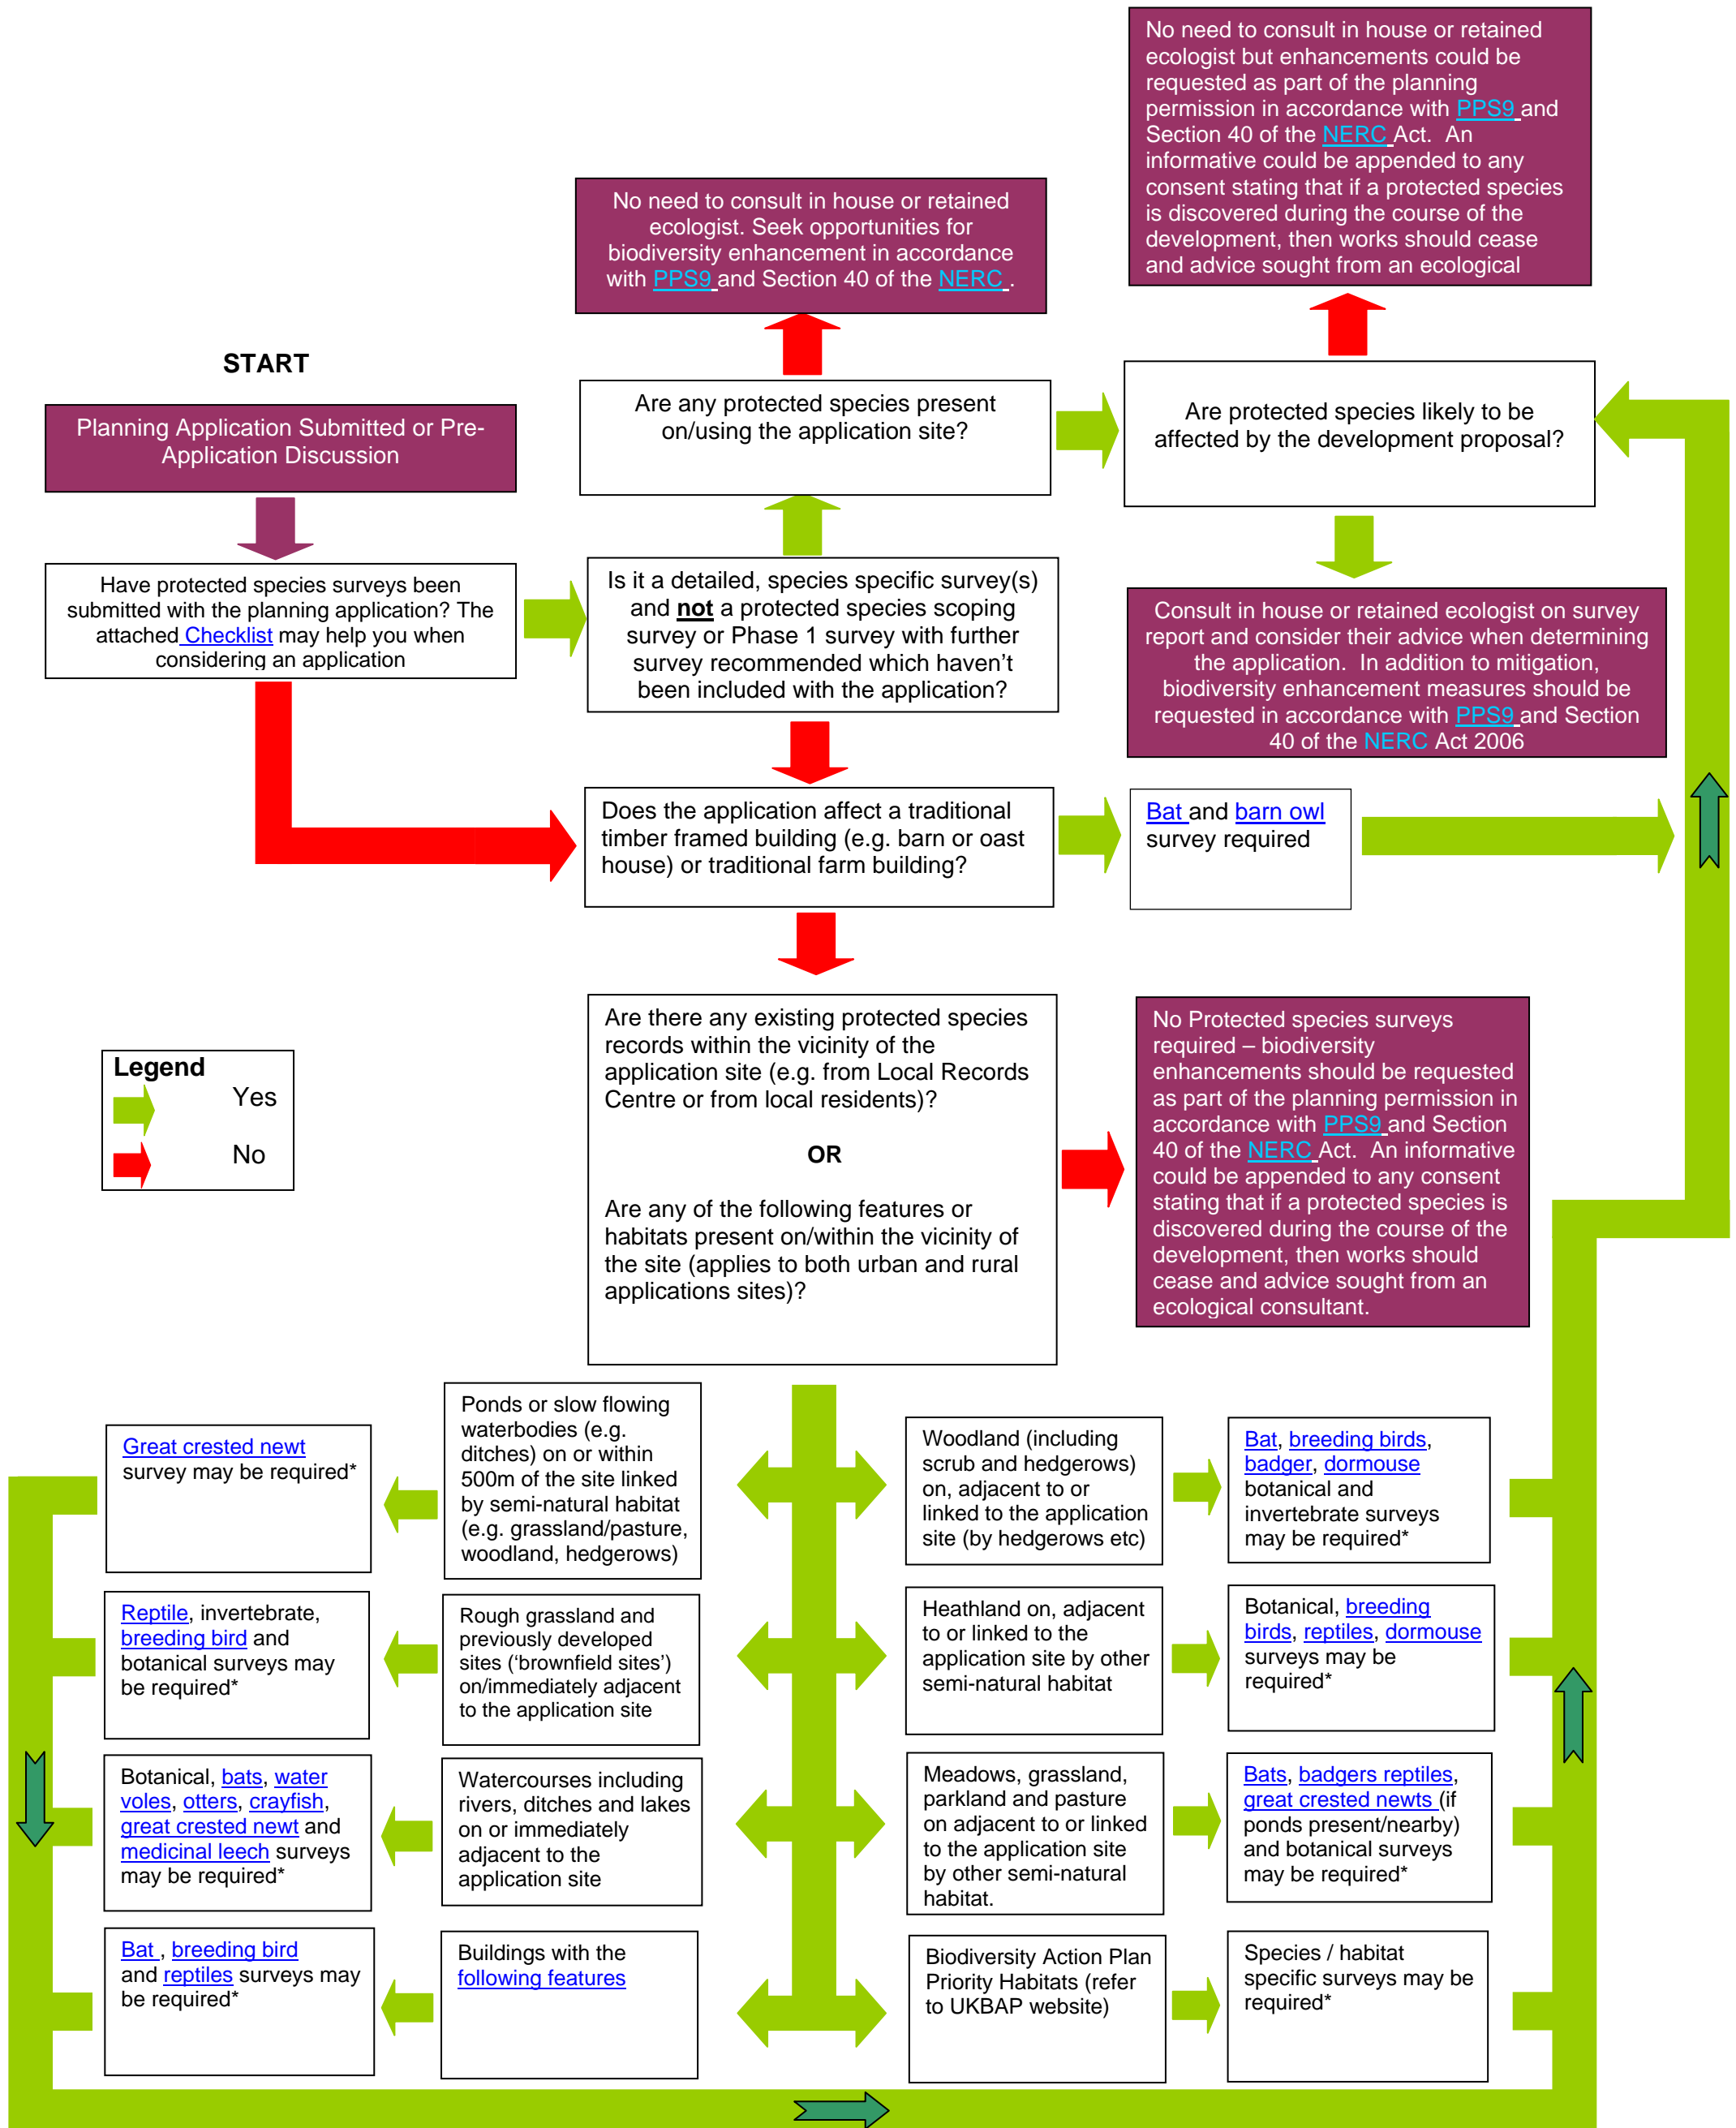 No need to consult in house or retained
ecologist but enhancements could be
requested as part of the planning
permission in accordance with PPS9 and
Section 40 of the NERC Act.  An
informative could be appended to any
consent stating that if a protected species
is discovered during the course of the
development, then works should cease
and advice sought from an ecological
No need to consult in house or retained
ecologist. Seek opportunities for
biodiversity enhancement in accordance
with PPS9 and Section 40 of the NERC .
START
Planning Application Submitted or Pre-
Application Discussion
Are any protected species present
on/using the application site?
Are protected species likely to be
affected by the development proposal?
Have protected species surveys been
submitted with the planning application? The
attached Checklist may help you when
considering an application
Is it a detailed, species specific survey(s)
and not a protected species scoping
survey or Phase 1 survey with further
survey recommended which haven't
been included with the application?
Consult in house or retained ecologist on survey
report and consider their advice when determining
the application.  In addition to mitigation,
biodiversity enhancement measures should be
requested in accordance with PPS9 and Section
40 of the NERC Act 2006
Does the application affect a traditional
timber framed building (e.g. barn or oast
house) or traditional farm building?
Bat and barn owl
survey required
Legend
Yes
No
Are there any existing protected species
records within the vicinity of the
application site (e.g. from Local Records
Centre or from local residents)?
OR
Are any of the following features or
habitats present on/within the vicinity of
the site (applies to both urban and rural
applications sites)?
No Protected species surveys
required – biodiversity
enhancements should be requested
as part of the planning permission in
accordance with PPS9 and Section
40 of the NERC Act.  An informative
could be appended to any consent
stating that if a protected species is
discovered during the course of the
development, then works should
cease and advice sought from an
ecological consultant.
Great crested newt
survey may be required*
Ponds or slow flowing
waterbodies (e.g.
ditches) on or within
500m of the site linked
by semi-natural habitat
(e.g. grassland/pasture,
woodland, hedgerows)
Woodland (including
scrub and hedgerows)
on, adjacent to or
linked to the application
site (by hedgerows etc)
Bat, breeding birds,
badger, dormouse
botanical and
invertebrate surveys
may be required*
Reptile, invertebrate,
breeding bird and
botanical surveys may
be required*
Rough grassland and
previously developed
sites (‘brownfield sites’)
on/immediately adjacent
to the application site
Heathland on, adjacent
to or linked to the
application site by other
semi-natural habitat
Botanical, breeding
birds, reptiles, dormouse
surveys may be
required*
Botanical, bats, water
voles, otters, crayfish,
great crested newt and
medicinal leech surveys
may be required*
Watercourses including
rivers, ditches and lakes
on or immediately
adjacent to the
application site
Meadows, grassland,
parkland and pasture
on adjacent to or linked
to the application site
by other semi-natural
habitat.
Bats, badgers reptiles,
great crested newts (if
ponds present/nearby)
and botanical surveys
may be required*
Bat , breeding bird
and reptiles surveys may
be required*
Buildings with the
following features
Biodiversity Action Plan
Priority Habitats (refer
to UKBAP website)
Species / habitat
specific surveys may be
required*